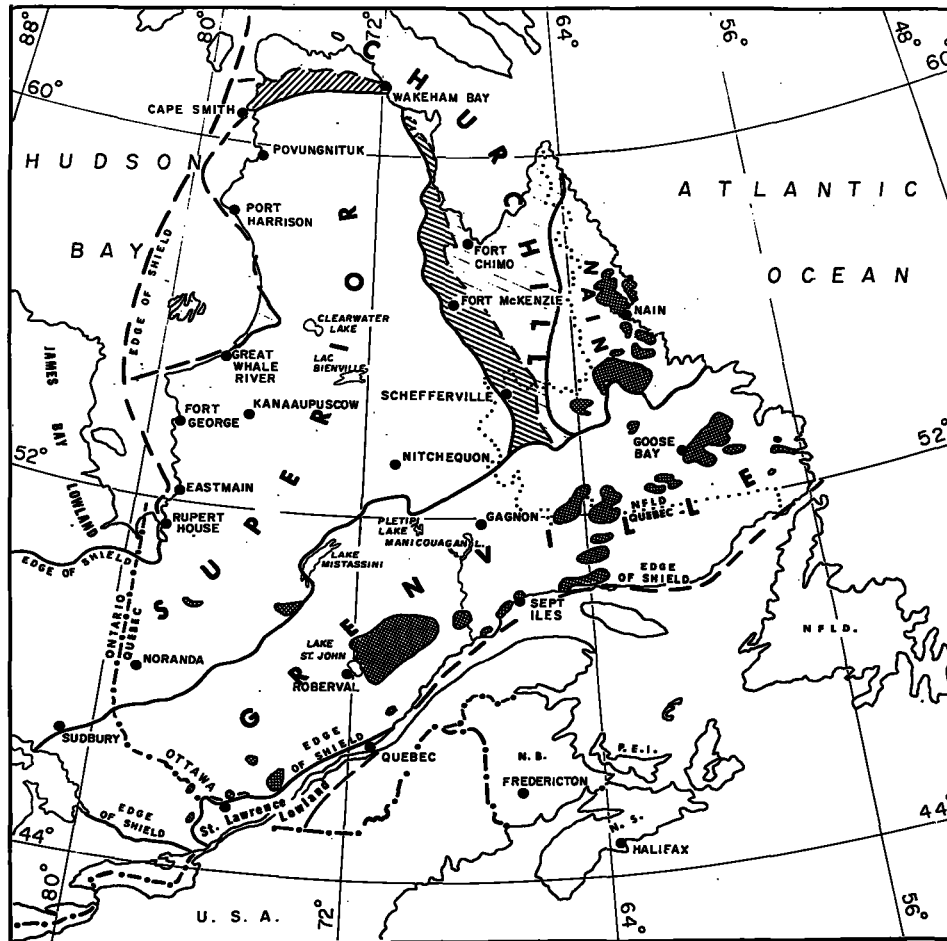 88°
80°
72°
64°
56°
48°
60°
60°
CAPE SMITH
WAKEHAM BAY
CHURCHILL
HUDSON
BAY
POVUNGNITUK
ATLANTIC
OCEAN
PORT
HARRISON
FORT
CHIMO
EDGE OF SHIELD
NAIN
NAIN
FORT McKENZIE
CLEARWATER
LAKE
LAC
BIENVILLE
GREAT
WHALE
RIVER
JAMES
BAY
LOWLAND
SCHEFFERVILLE
KANAAUPUSCOW
FORT
GEORGE
GOOSE
BAY
52°
52°
NITCHEQUON
EASTMAIN
SUPERIOR
GAGNON
NFLD
QUEBEC
RUPERT
HOUSE
PLETIPI
LAKE
MANICOUAGAN L.
EDGE OF SHIELD
LAKE
MISTASSINI
GRENVILLE
EDGE
OF SHIELD
SEPT
ILES
ONTARIO
QUEBEC
NORANDA
LAKE
ST. JOHN
ROBERVAL
NFLD.
SUDBURY
OTTAWA
EDGE
OF SHIELD
QUEBEC
N.B.
P.E.I.
FREDERICTON
EDGE
OF
SHIELD
St. Lawrence
Lowland
N.S.
HALIFAX
44°
44°
80°
U.S.A.
72°
64°
56°